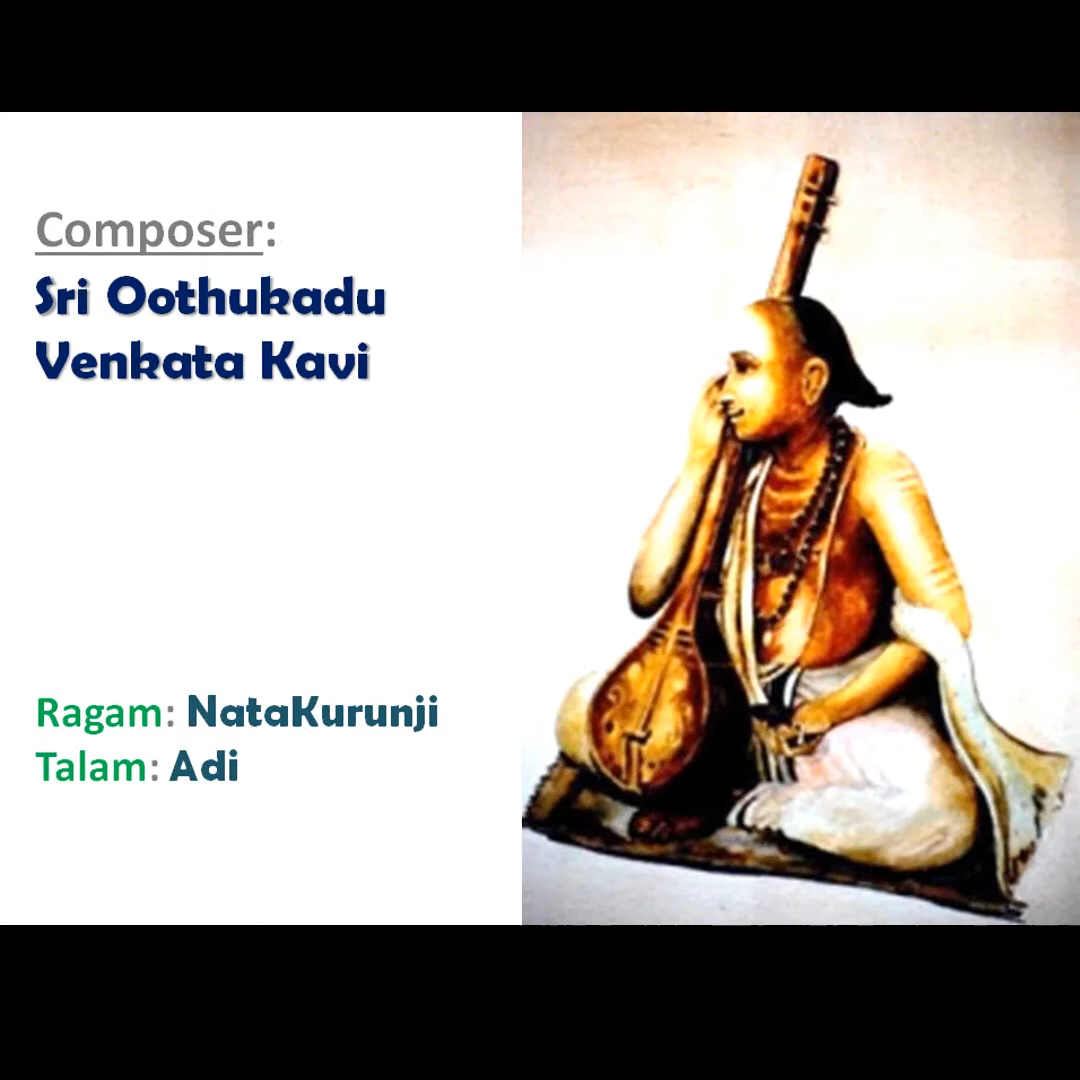 Composer:
Sri Oothukadu
Venkata Kavi
Ragam: NataKurunji
Talam: Adi